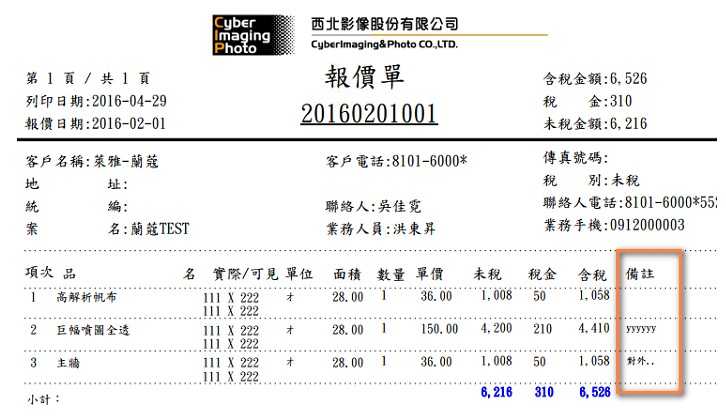 Cyber Imaging Photo
西北影像股份有限公司
CyberImaging&Photo CO.,LTD.
報價單
20160201001
第 1 頁 / 共 1 頁
列印日期:2016-04-29
報價日期:2016-02-01
含稅金額:6,526
稅 金:310
未稅金額:6,216
客戶名稱:萊雅-蘭蔻 客戶電話:8101-6000* 傳真號碼:
地 址: 稅 別:未稅
統 編: 聯絡人:吳佳霓 聯絡人電話:8101-6000*552
案 名:蘭蔻TEST 業務人員:洪東昇 業務手機:0912000003
項次 品 名 實際/可見 單位 面積 數量 單價 未稅 稅金 含稅 備註
1 高解析帆布 111 X 222 才 28.00 1 36.00 1,008 50 1,058
111 X 222
2 巨幅噴圖全透 111 X 222 才 28.00 1 150.00 4,200 210 4,410 yyyyyy
111 X 222
3 主牆 111 X 222 才 28.00 1 36.00 1,008 50 1,058 對外..
111 X 222
小計： 6,216 310 6,526